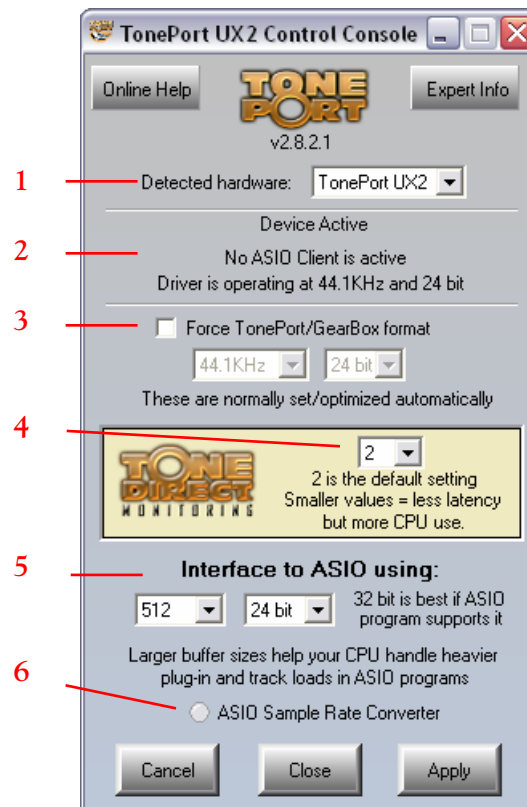 TonePort UX2 Control Console
Online Help
TONE
PORT
Expert Info
v2.8.2.1
1
Detected hardware:
TonePort UX2
Device Active
2
No ASIO Client is active
Driver is operating at 44.1KHz and 24 bit
3
Force TonePort/GearBox format
44.1KHz
24 bit
These are normally set/optimized automatically
4
TONE
DIRECT
MONITORING
2
2 is the default setting
Smaller values = less latency
but more CPU use.
5
Interface to ASIO using:
512
24 bit
32 bit is best if ASIO
program supports it
Larger buffer sizes help your CPU handle heavier
plug-in and track loads in ASIO programs
6
ASIO Sample Rate Converter
Cancel
Close
Apply